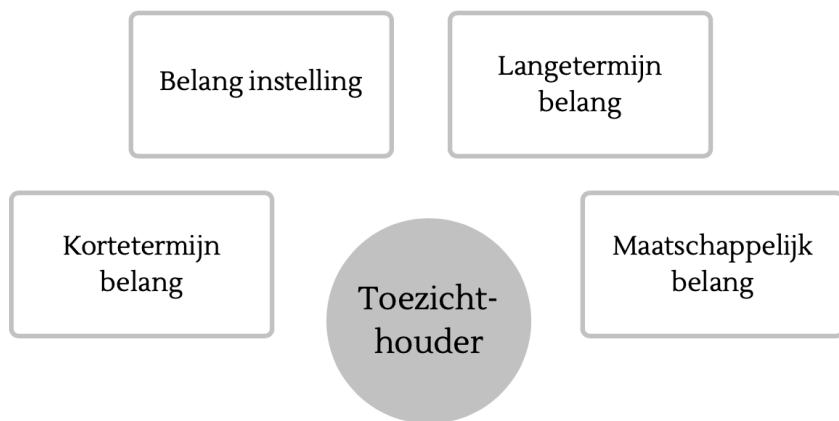 Belang instelling
Langetermijn
belang
Kortetermijn
belang
Toezicht-
houder
Maatschappelijk
belang